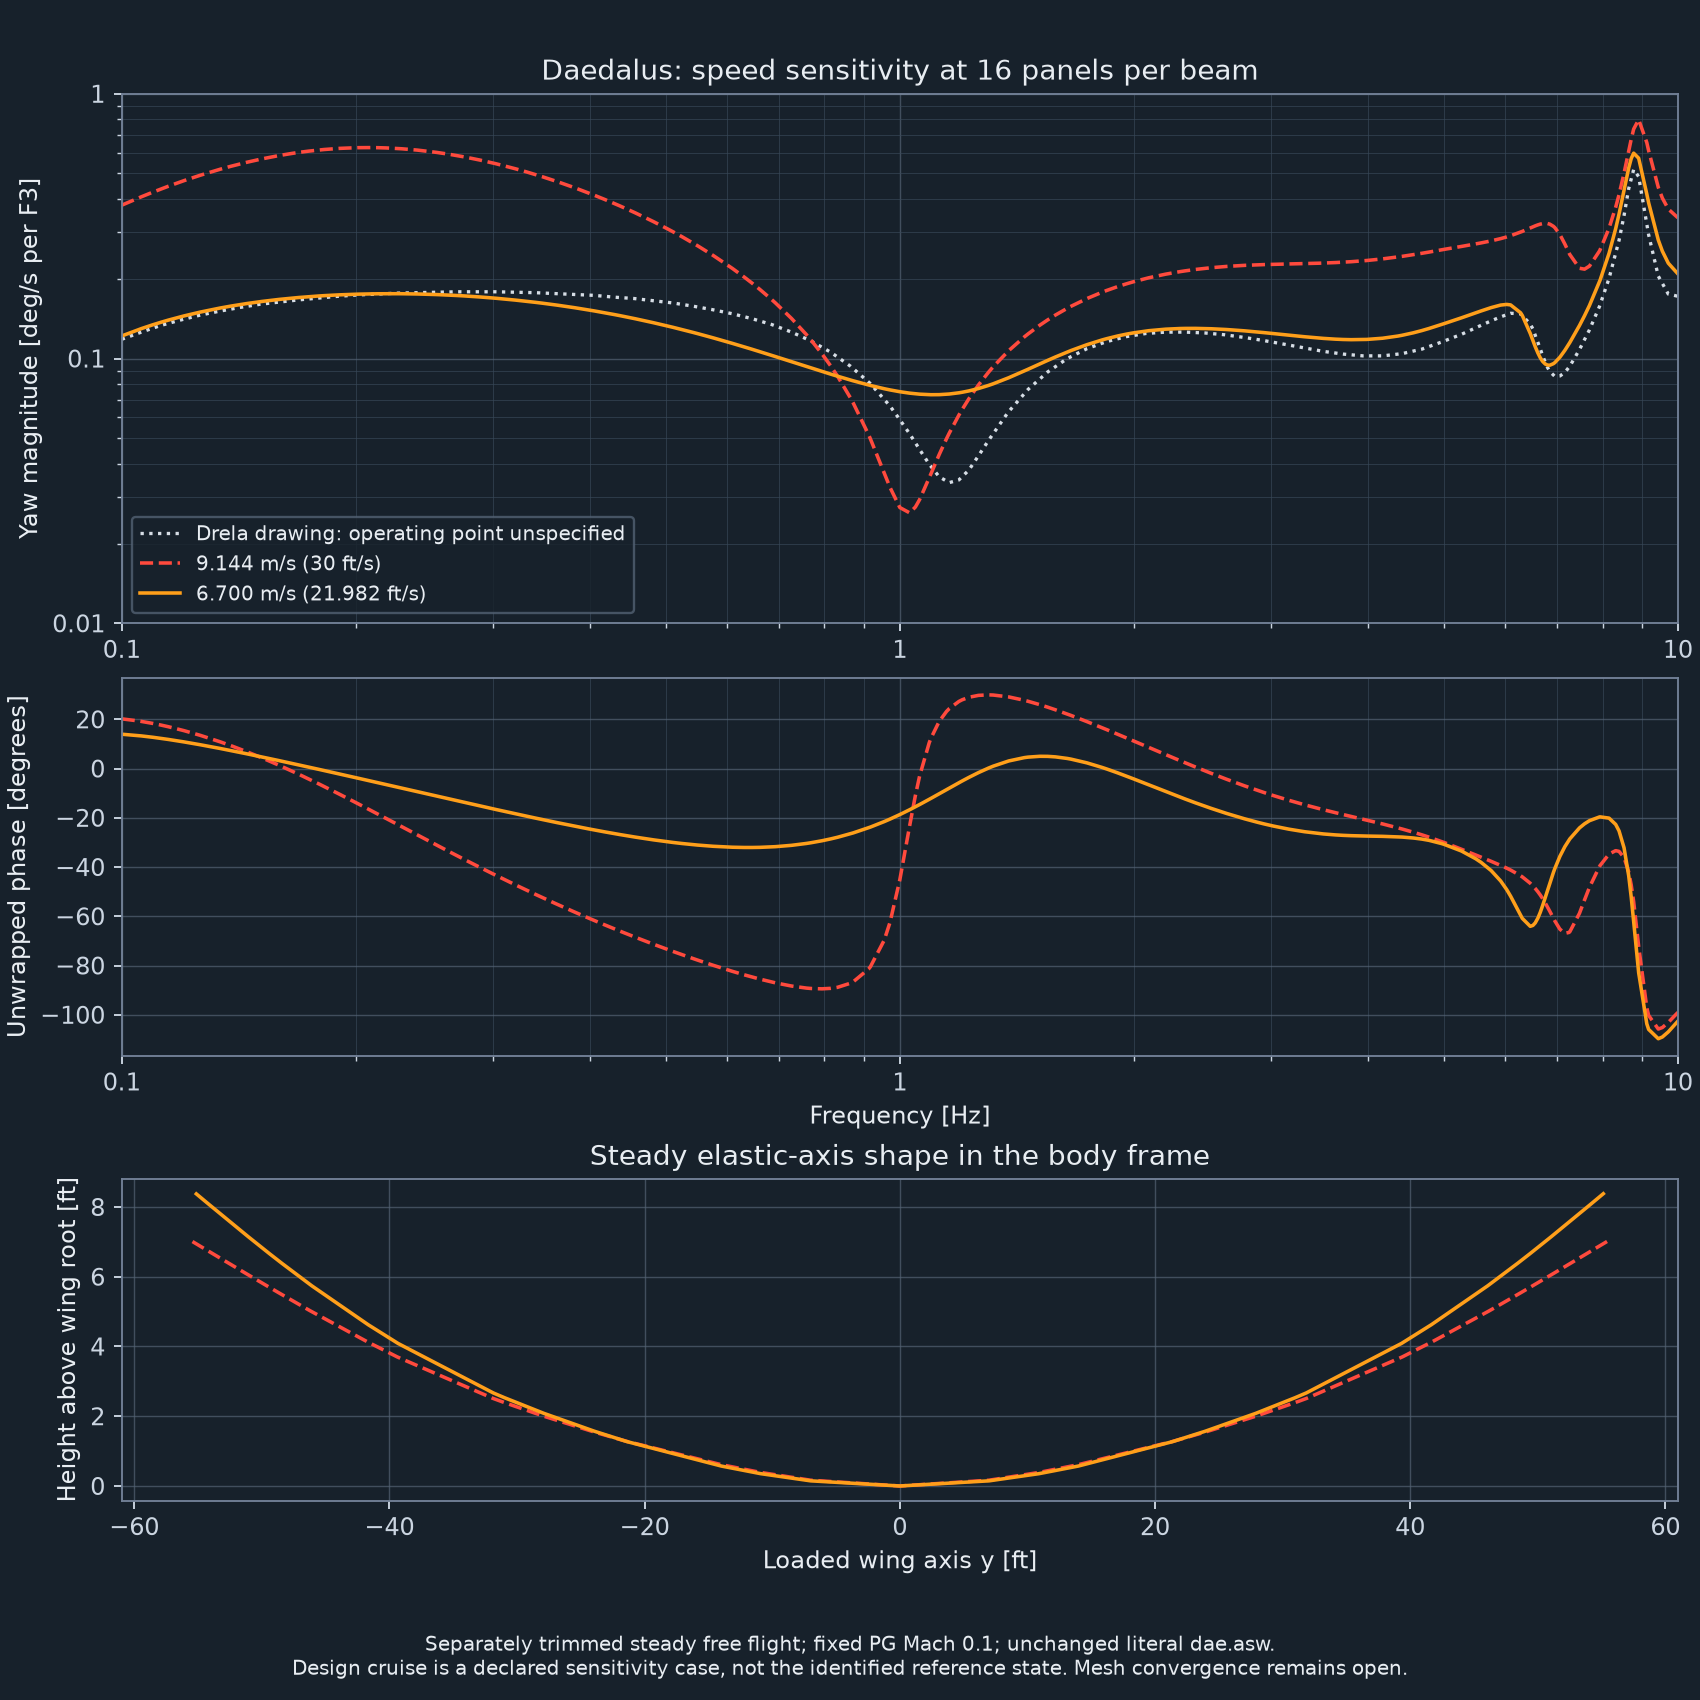 Daedalus: speed sensitivity at 16 panels per beam
Yaw magnitude [deg/s per F3]
1
0.1
0.01
Drela drawing: operating point unspecified
9.144 m/s (30 ft/s)
6.700 m/s (21.982 ft/s)
0.1
1
10
Unwrapped phase [degrees]
20
0
−20
−40
−60
−80
−100
0.1
1
10
Frequency [Hz]
Steady elastic-axis shape in the body frame
Height above wing root [ft]
8
6
4
2
0
−60
−40
−20
0
20
40
60
Loaded wing axis y [ft]
Separately trimmed steady free flight; fixed PG Mach 0.1; unchanged literal dae.asw.
Design cruise is a declared sensitivity case, not the identified reference state. Mesh convergence remains open.